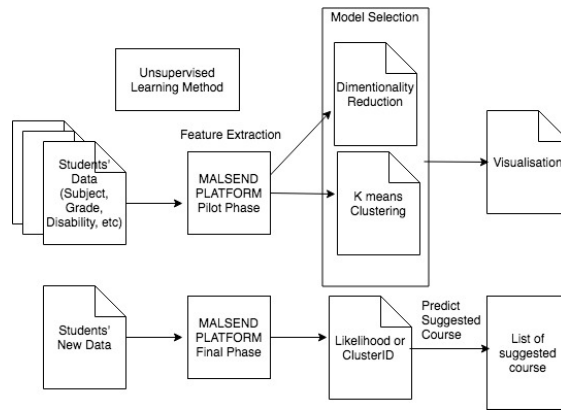 Model Selection
Unsupervised
Learning Method
Dimentionality
Reduction
Feature Extraction
Students'
Data
(Subject,
Grade,
Disability, etc)
MALSEND
PLATFORM
Pilot Phase
K means
Clustering
Visualisation
Students'
New Data
MALSEND
PLATFORM
Final Phase
Likelihood or
ClusterID
Predict
Suggested
Course
List of
suggested
course